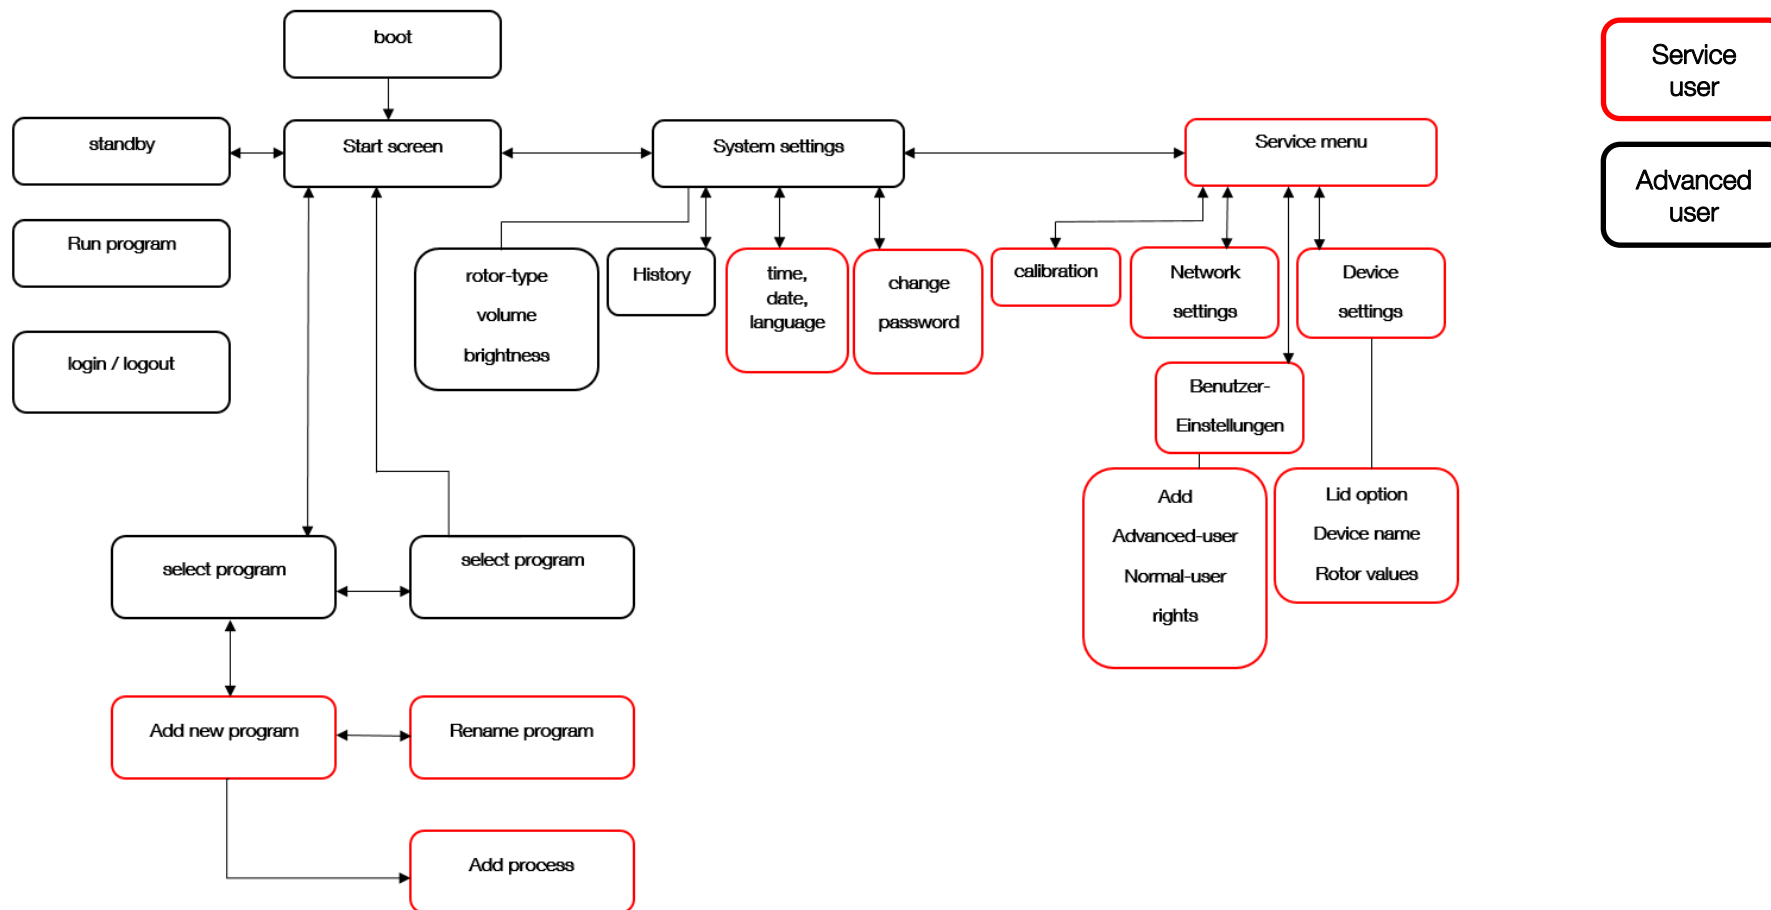 boot
Service
user
standby
Start screen
System settings
Service menu
Advanced
user
Run program
rotor-type
volume
brightness
History
time,
date,
language
change
password
calibration
Network
settings
Device
settings
login / logout
Benutzer-
Einstellungen
Add
Advanced-user
Normal-user
rights
Lid option
Device name
Rotor values
select program
select program
Add new program
Rename program
Add process